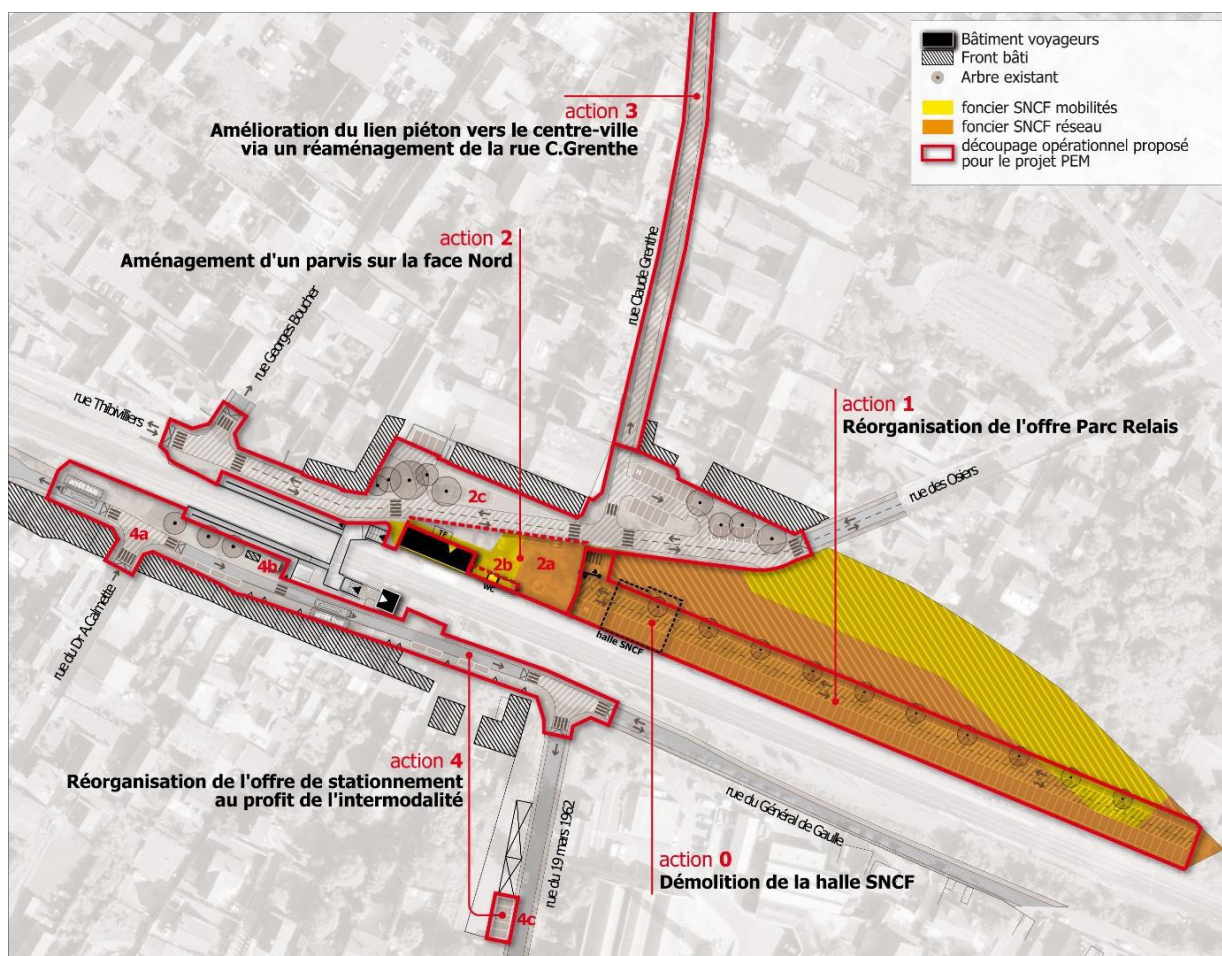 Bâtiment voyageurs
Front bâti
Arbre existant
foncier SNCF mobilités
foncier SNCF réseau
découpage opérationnel proposé
pour le projet PEM
action 3
Amélioration du lien piéton vers le centre-ville
via un réaménagement de la rue C.Grenthe
action 2
Aménagement d'un parvis sur la face Nord
rue Claude Grenthe
rue Georges Boucher
rue Thibivilliers
action 1
Réorganisation de l'offre Parc Relais
rue des Osiers
arrêt bus
2c
4a
TF
2b
2a
4b
WC
arrêt bus
halle SNCF
rue du Dr A.Calmette
action 4
Réorganisation de l'offre de stationnement
au profit de l'intermodalité
rue du Général de Gaulle
rue du 19 mars 1962
action 0
Démolition de la halle SNCF
4c